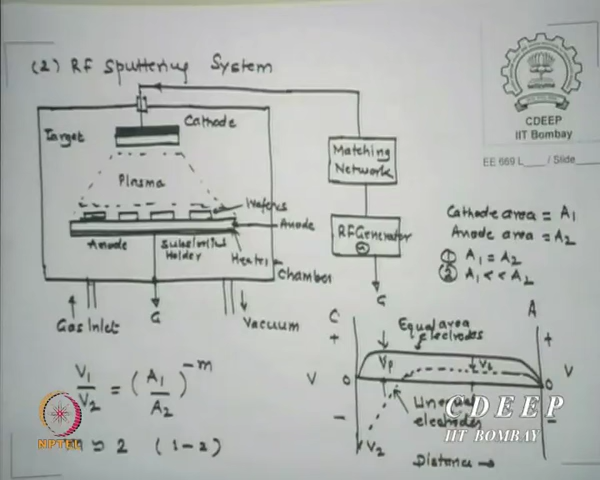 (2) RF Sputtering System
CDEEP
IIT Bombay
EE 669 L____ / Slide____
Target
Cathode
Plasma
Wafers
Anode
Anode
Substrate Holder
Heater
Chamber
Gas Inlet
G
Vacuum
Matching Network
RF Generator
G
Cathode area = A1
Anode area = A2
① A1 = A2
② A1 << A2
V1/V2 = (A1/A2)^-m
≈ 2 (1-2)
C
A
+
+
Equal area electrodes
Vp
V
0
0
V
-
-
electrodes
V2
Distance →
NPTEL
CDEEP
IIT BOMBAY